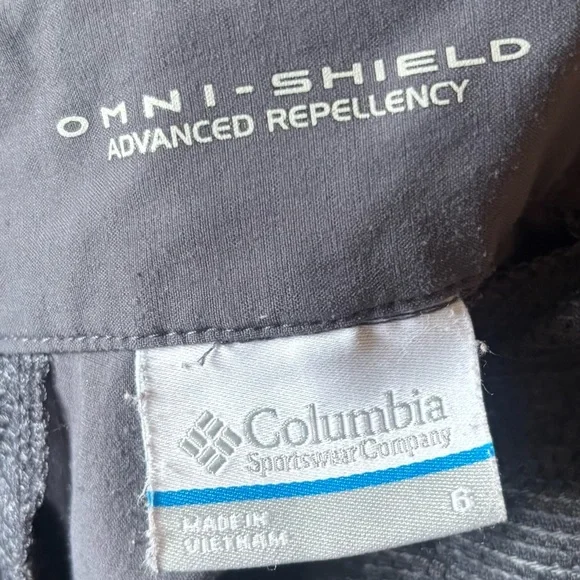 OMNI-SHIELD
ADVANCED REPELLENCY
Columbia
Sportswear Company
6
MADE IN
VIETNAM